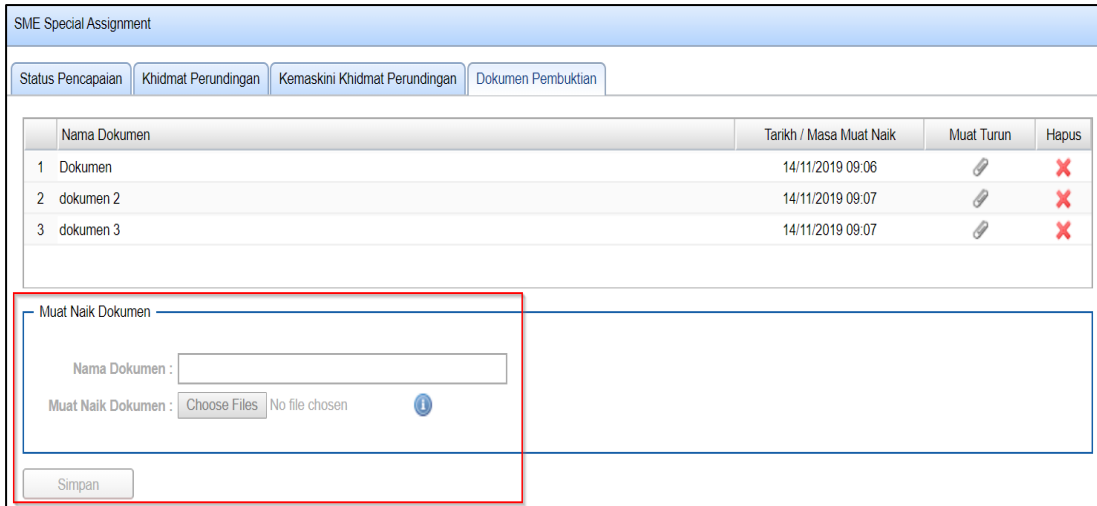 SME Special Assignment
Status Pencapaian Khidmat Perundingan Kemaskini Khidmat Perundingan Dokumen Pembuktian
Nama Dokumen Tarikh / Masa Muat Naik Muat Turun Hapus
1 Dokumen 14/11/2019 09:06
2 dokumen 2 14/11/2019 09:07
3 dokumen 3 14/11/2019 09:07
Muat Naik Dokumen
Nama Dokumen :
Muat Naik Dokumen : Choose Files No file chosen
Simpan